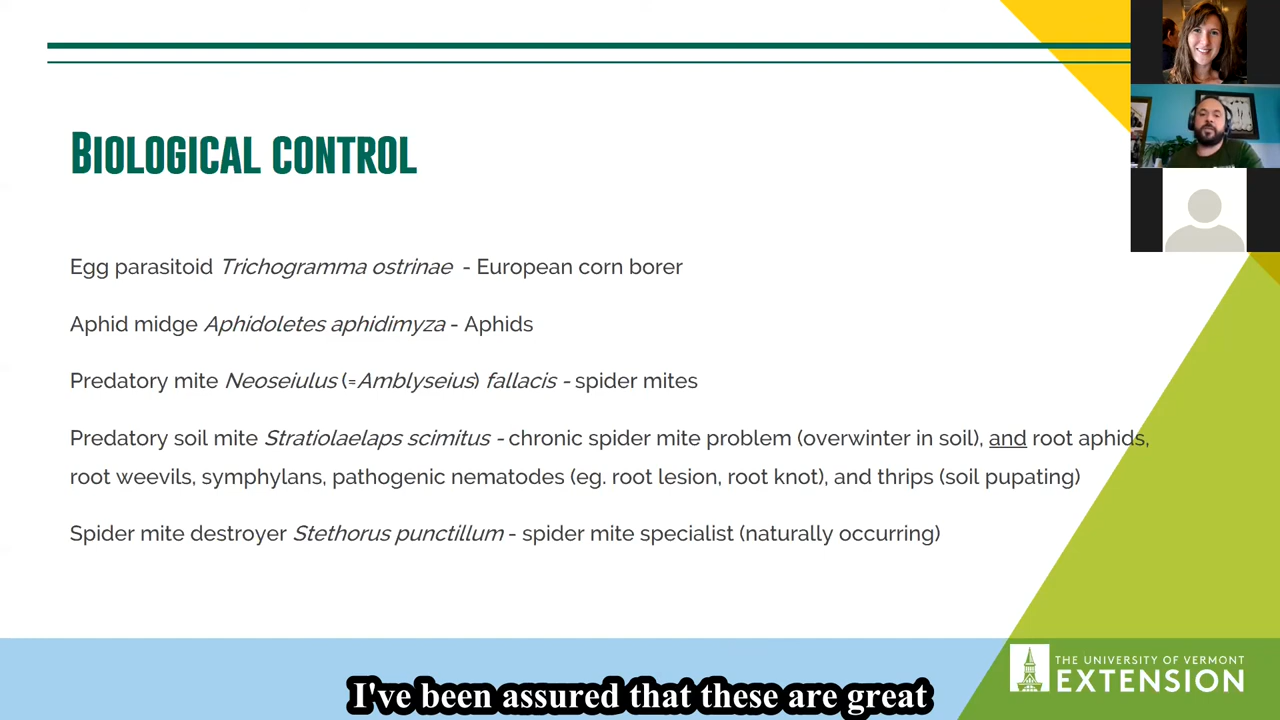 BIOLOGICAL CONTROL
Egg parasitoid Trichogramma ostrinae - European corn borer
Aphid midge Aphidoletes aphidimyza - Aphids
Predatory mite Neoseiulus (=Amblyseius) fallacis - spider mites
Predatory soil mite Stratiolaelaps scimitus - chronic spider mite problem (overwinter in soil), and root aphids,
root weevils, symphylans, pathogenic nematodes (eg. root lesion, root knot), and thrips (soil pupating)
Spider mite destroyer Stethorus punctillum - spider mite specialist (naturally occurring)
THE UNIVERSITY OF VERMONT
EXTENSION
I've been assured that these are great